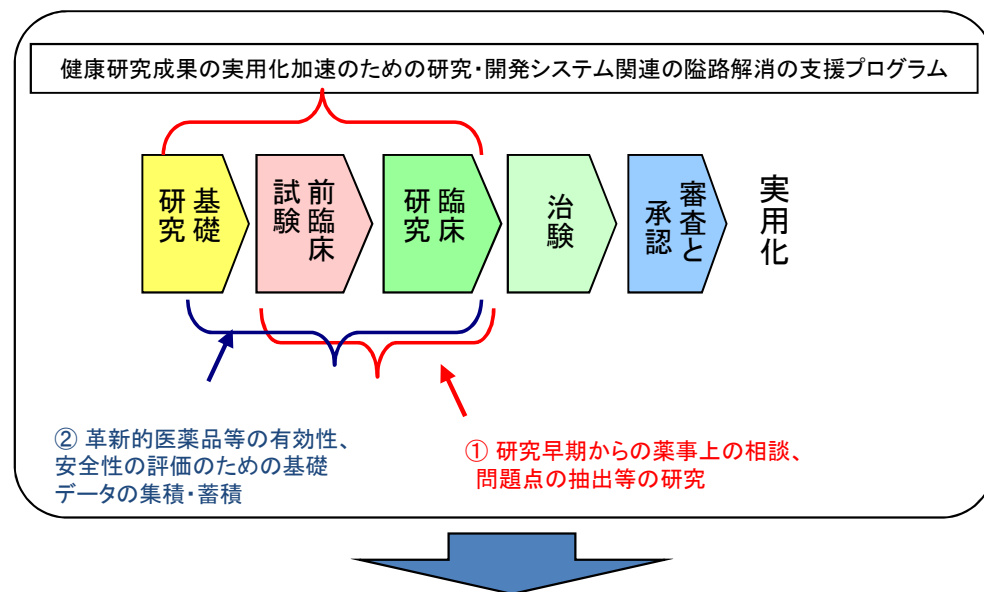 健康研究成果の実用化加速のための研究・開発システム関連の隘路解消の支援プログラム
基礎
研究
前臨床
試験
臨床
研究
治験
審査と
承認
実用化
② 革新的医薬品等の有効性、
安全性の評価のための基礎
データの集積・蓄積
① 研究早期からの薬事上の相談、
問題点の抽出等の研究